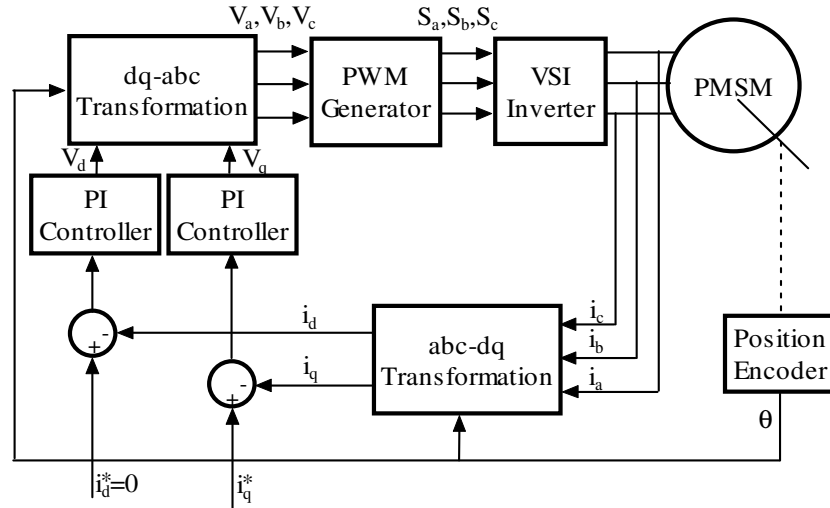 V_a,V_b,V_c
S_a,S_b,S_c
dq-abc
Transformation
PWM
Generator
VSI
Inverter
PMSM
V_d
V_q
PI
Controller
PI
Controller
i_d
i_q
- +
- +
abc-dq
Transformation
i_c
i_b
i_a
Position
Encoder
θ
i_d^*=0
i_q^*